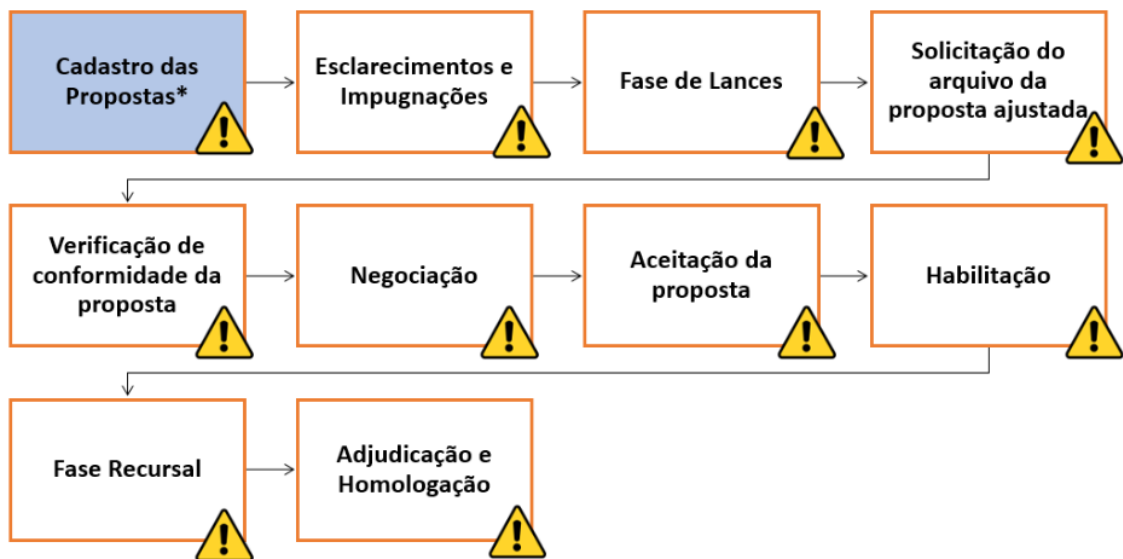 Cadastro das
Propostas*
Esclarecimentos e
Impugnações
Fase de Lances
Solicitação do
arquivo da
proposta ajustada
Verificação de
conformidade da
proposta
Negociação
Aceitação da
proposta
Habilitação
Fase Recursal
Adjudicação e
Homologação